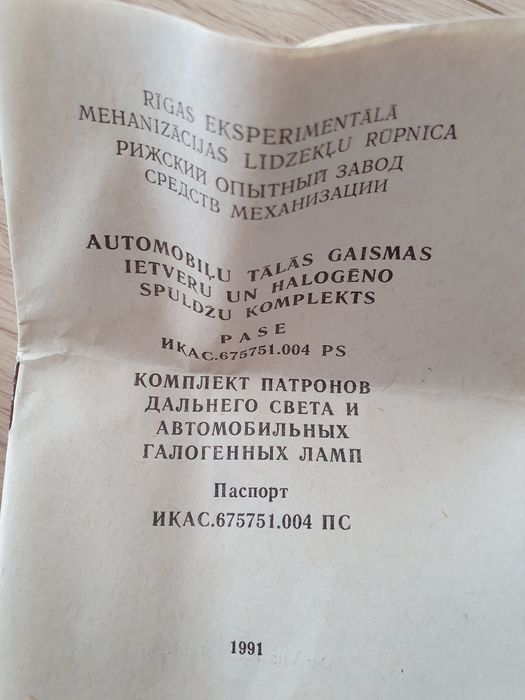 RĪGAS EKSPERIMENTĀLĀ
MEHANIZĀCIJAS LĪDZEKĻU RŪPNICA
РИЖСКИЙ ОПЫТНЫЙ ЗАВОД
СРЕДСТВ МЕХАНИЗАЦИИ
AUTOMOBIĻU TĀLĀS GAISMAS
IETVERU UN HALOGĒNO
SPULDŽU KOMPLEKTS
PASE
ИКАС.675751.004 PS
КОМПЛЕКТ ПАТРОНОВ
ДАЛЬНЕГО СВЕТА И
АВТОМОБИЛЬНЫХ
ГАЛОГЕННЫХ ЛАМП
Паспорт
ИКАС.675751.004 ПС
1991